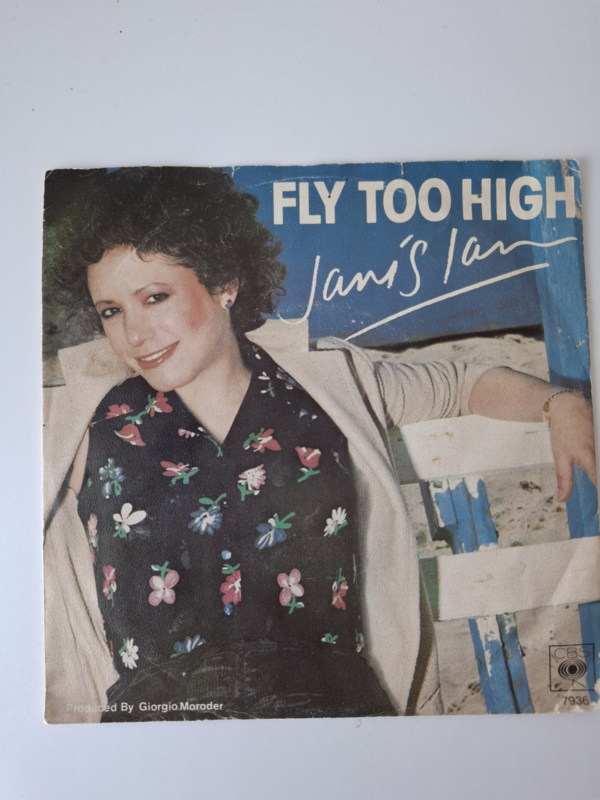 FLY TOO HIGH
Janis Ian
CBS
Produced By Giorgio Moroder
7936